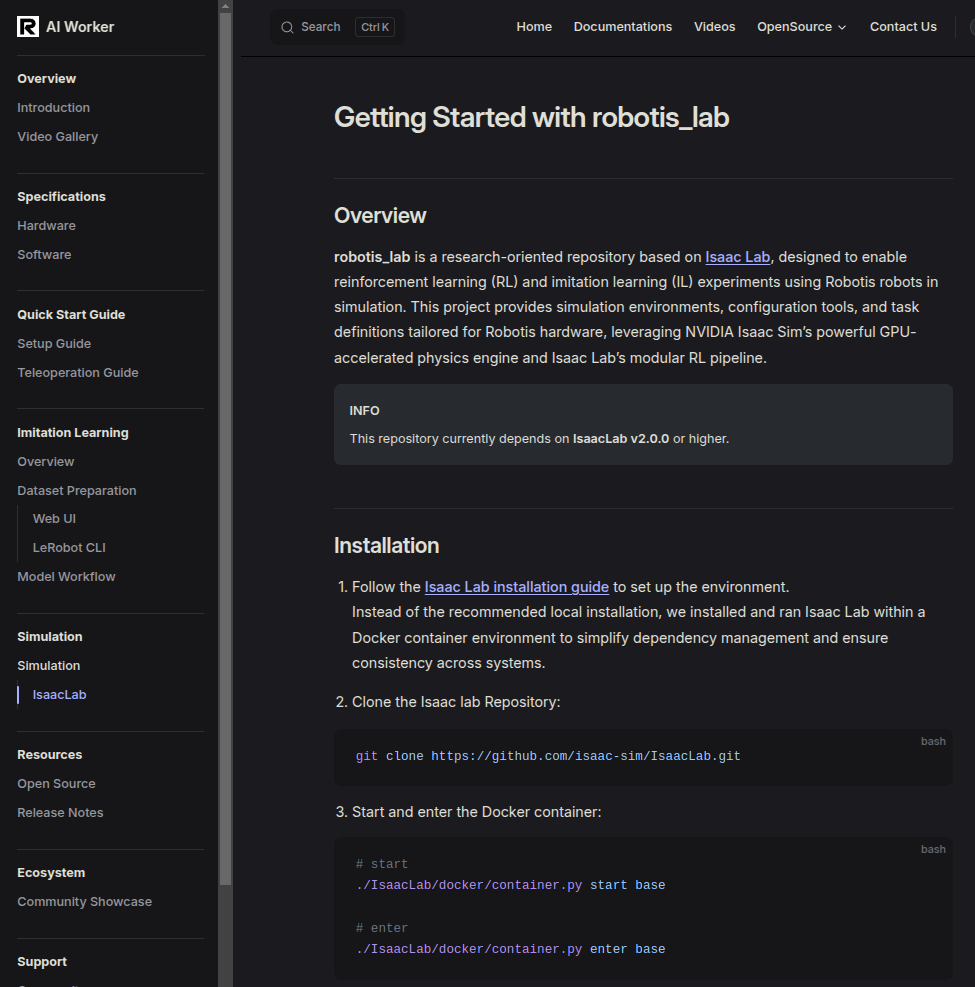 AI Worker
Search
Ctrl K
Home
Documentations
Videos
OpenSource
Contact Us
Overview
Introduction
Video Gallery
Specifications
Hardware
Software
Quick Start Guide
Setup Guide
Teleoperation Guide
Imitation Learning
Overview
Dataset Preparation
Web UI
LeRobot CLI
Model Workflow
Simulation
Simulation
IsaacLab
Resources
Open Source
Release Notes
Ecosystem
Community Showcase
Support
Getting Started with robotis_lab
Overview
robotis_lab is a research-oriented repository based on Isaac Lab, designed to enable
reinforcement learning (RL) and imitation learning (IL) experiments using Robotis robots in
simulation. This project provides simulation environments, configuration tools, and task
definitions tailored for Robotis hardware, leveraging NVIDIA Isaac Sim’s powerful GPU-
accelerated physics engine and Isaac Lab’s modular RL pipeline.
INFO
This repository currently depends on IsaacLab v2.0.0 or higher.
Installation
1. Follow the Isaac Lab installation guide to set up the environment.
Instead of the recommended local installation, we installed and ran Isaac Lab within a
Docker container environment to simplify dependency management and ensure
consistency across systems.
2. Clone the Isaac lab Repository:
bash
git clone https://github.com/isaac-sim/IsaacLab.git
3. Start and enter the Docker container:
bash
# start
./IsaacLab/docker/container.py start base
# enter
./IsaacLab/docker/container.py enter base